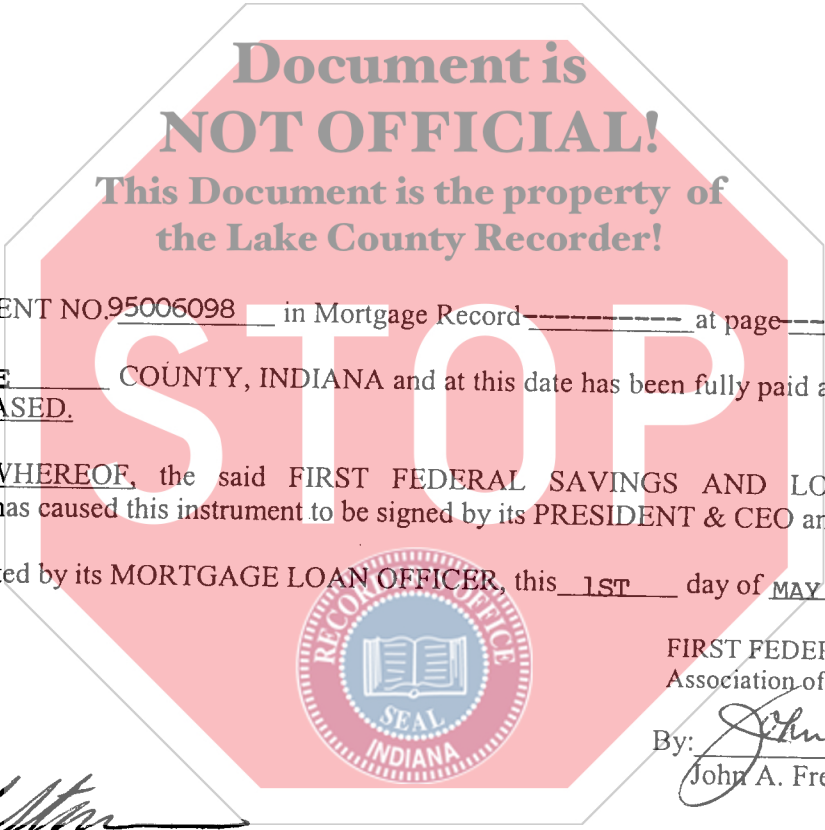 Document is
NOT OFFICIAL!
This Document is the property of
the Lake County Recorder!
ENT NO. 95006098 in Mortgage Record ----------- at page ---
E COUNTY, INDIANA and at this date has been fully paid a
ASED.
STOP
WHEREOF, the said FIRST FEDERAL SAVINGS AND LO
has caused this instrument to be signed by its PRESIDENT & CEO an
ted by its MORTGAGE LOAN OFFICER, this 1ST day of MAY
RECORDER'S OFFICE
SEAL
INDIANA
FIRST FEDER
Association of
By: John
John A. Fre